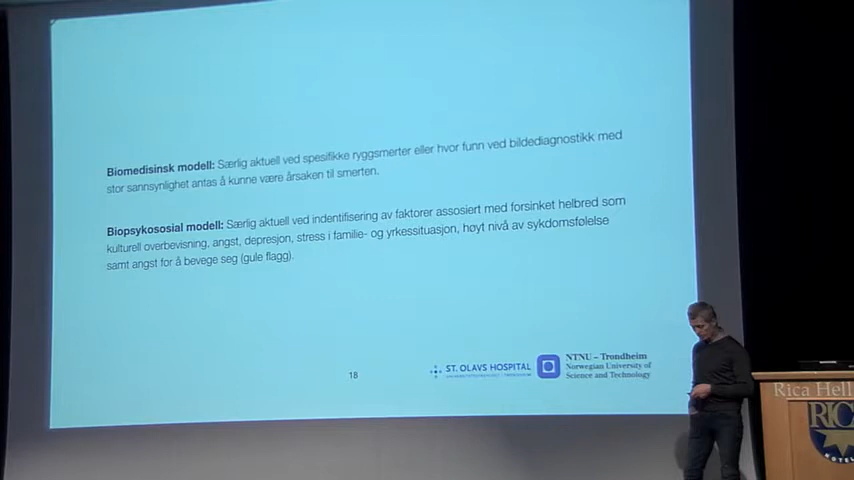 Biomedisinsk modell: Særlig aktuell ved spesifikke ryggsmerter eller hvor funn ved bildediagnostikk med
stor sannsynlighet antas å kunne være årsaken til smerten.
Biopsykososial modell: Særlig aktuell ved indentifisering av faktorer assosiert med forsinket helbred som
kulturell overbevisning, angst, depresjon, stress i familie- og yrkessituasjon, høyt nivå av sykdomsfølelse
samt angst for å bevege seg (gule flagg).
18
ST. OLAVS HOSPITAL
NTNU – Trondheim
Norwegian University of
Science and Technology
Rica Hell
RICA
HOTEL